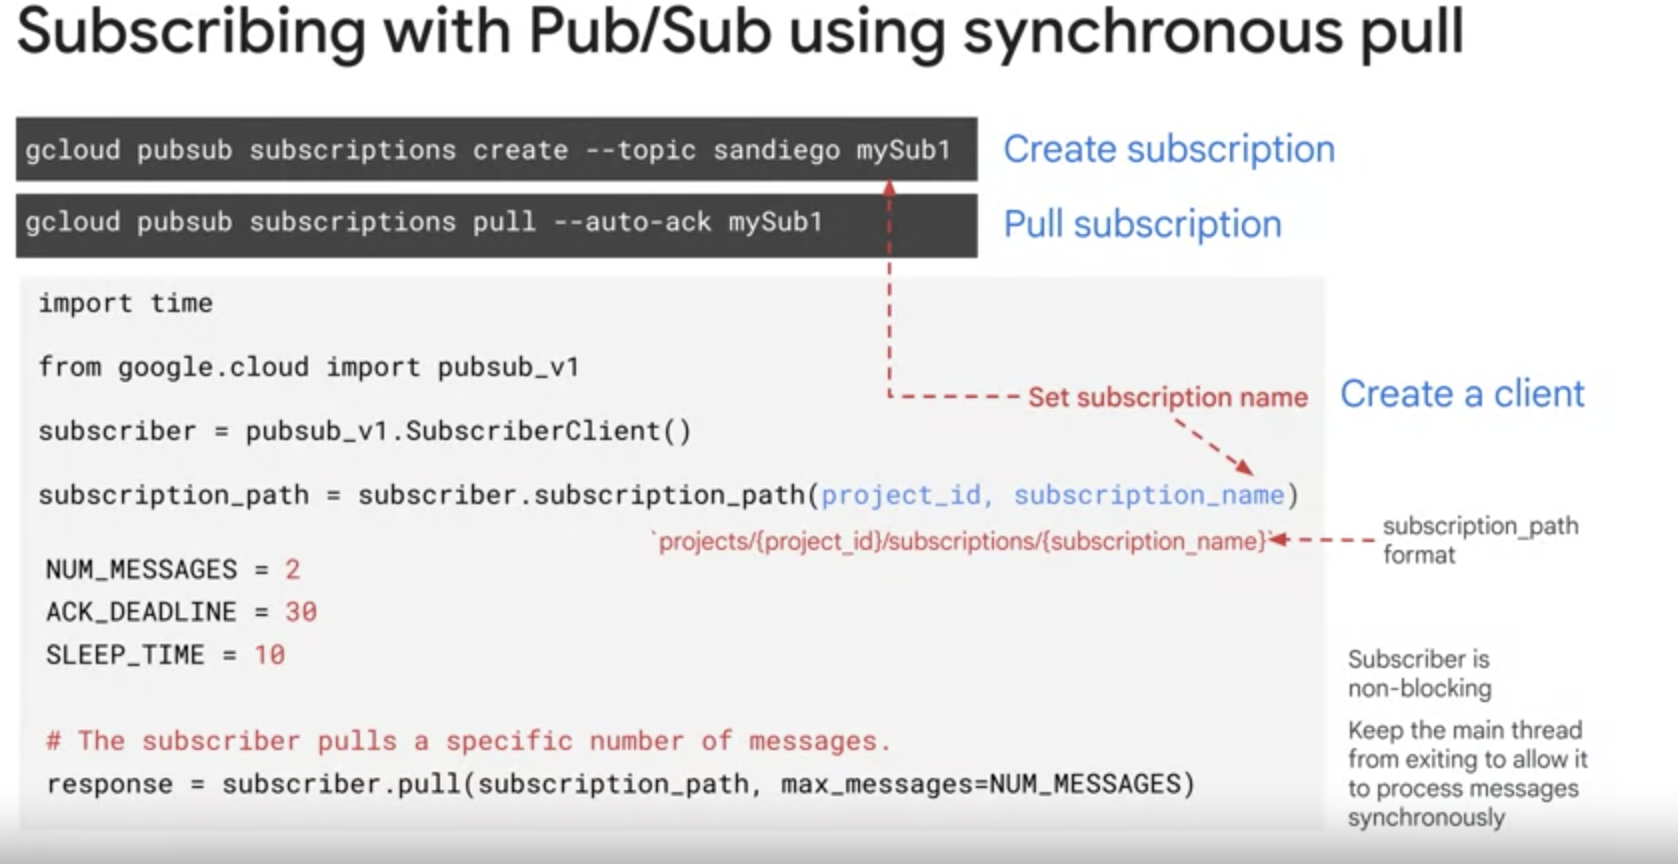 Subscribing with Pub/Sub using synchronous pull
gcloud pubsub subscriptions create --topic sandiego mySub1
Create subscription
gcloud pubsub subscriptions pull --auto-ack mySub1
Pull subscription
import time
from google.cloud import pubsub_v1
Set subscription name
Create a client
subscriber = pubsub_v1.SubscriberClient()
subscription_path = subscriber.subscription_path(project_id, subscription_name)
`projects/{project_id}/subscriptions/{subscription_name}`
subscription_path
format
NUM_MESSAGES = 2
ACK_DEADLINE = 30
SLEEP_TIME = 10
Subscriber is
non-blocking
# The subscriber pulls a specific number of messages.
response = subscriber.pull(subscription_path, max_messages=NUM_MESSAGES)
Keep the main thread
from exiting to allow it
to process messages
synchronously